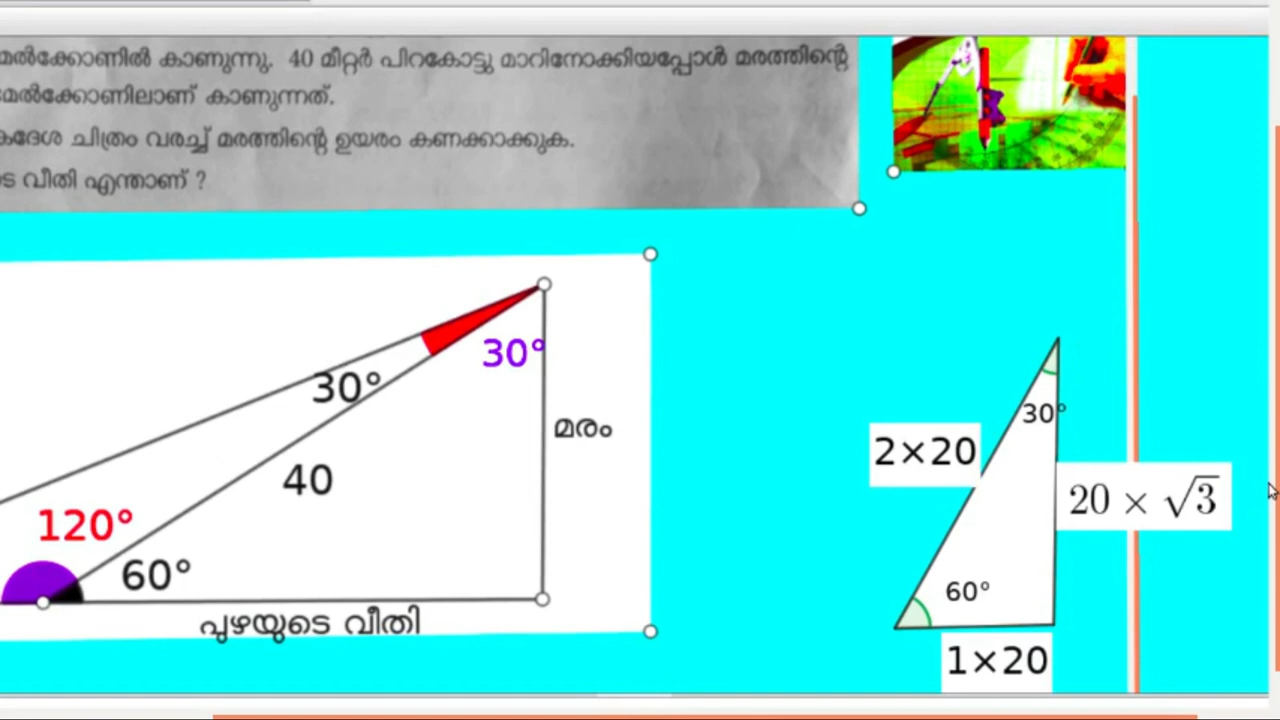 മേൽക്കോണിൽ കാണുന്നു. 40 മീറ്റർ പിറകോട്ടു മാറിനോക്കിയപ്പോൾ മരത്തിന്റെ
മേൽക്കോണിലാണ് കാണുന്നത്.
ചിത്രം വരച്ച് മരത്തിന്റെ ഉയരം കണക്കാക്കുക.
വീതി എന്താണ് ?
30°
30°
മരം
40
120°
60°
പുഴയുടെ വീതി
30°
2×20
20 × √3
60°
1×20